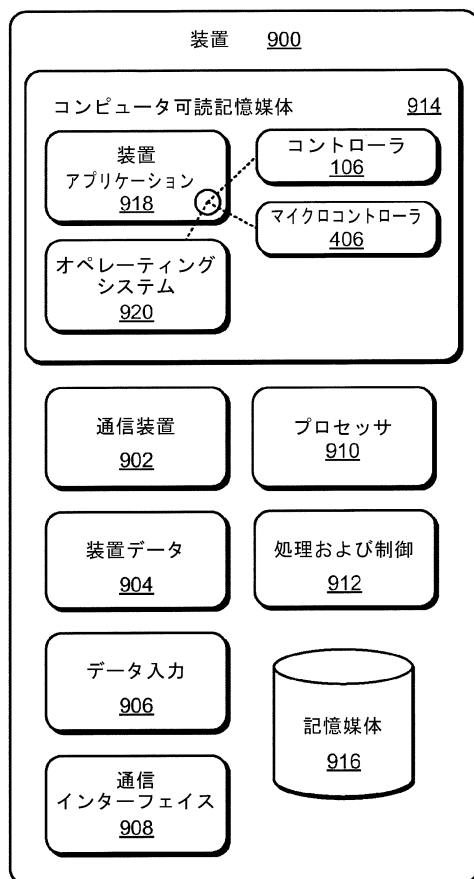 装置 900
コンピュータ可読記憶媒体 914
装置
アプリケーション
918
コントローラ
106
マイクロコントローラ
406
オペレーティング
システム
920
通信装置
902
プロセッサ
910
装置データ
904
処理および制御
912
データ入力
906
記憶媒体
916
通信
インターフェイス
908